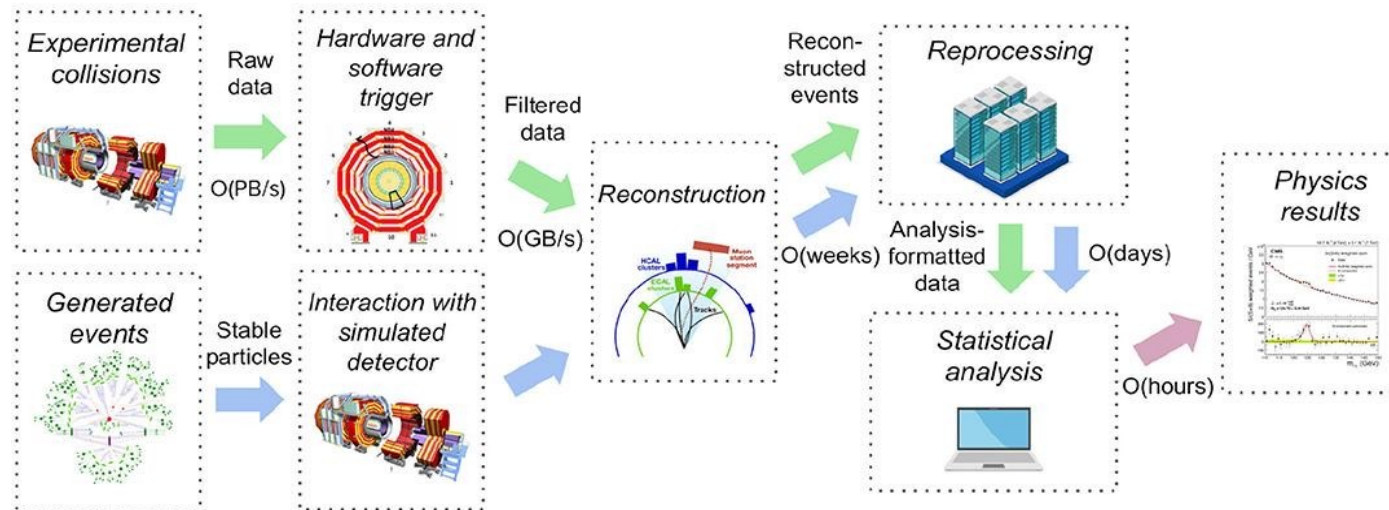 Experimental
collisions
Raw
data
O(PB/s)
Hardware and
software
trigger
Filtered
data
O(GB/s)
Generated
events
Stable
particles
Interaction with
simulated
detector
Reconstruction
HCAL
clusters
ECAL
clusters
Muon
station
segment
Tracks
Recon-
structed
events
O(weeks)
Reprocessing
Analysis-
formatted
data
O(days)
Statistical
analysis
O(hours)
Physics
results